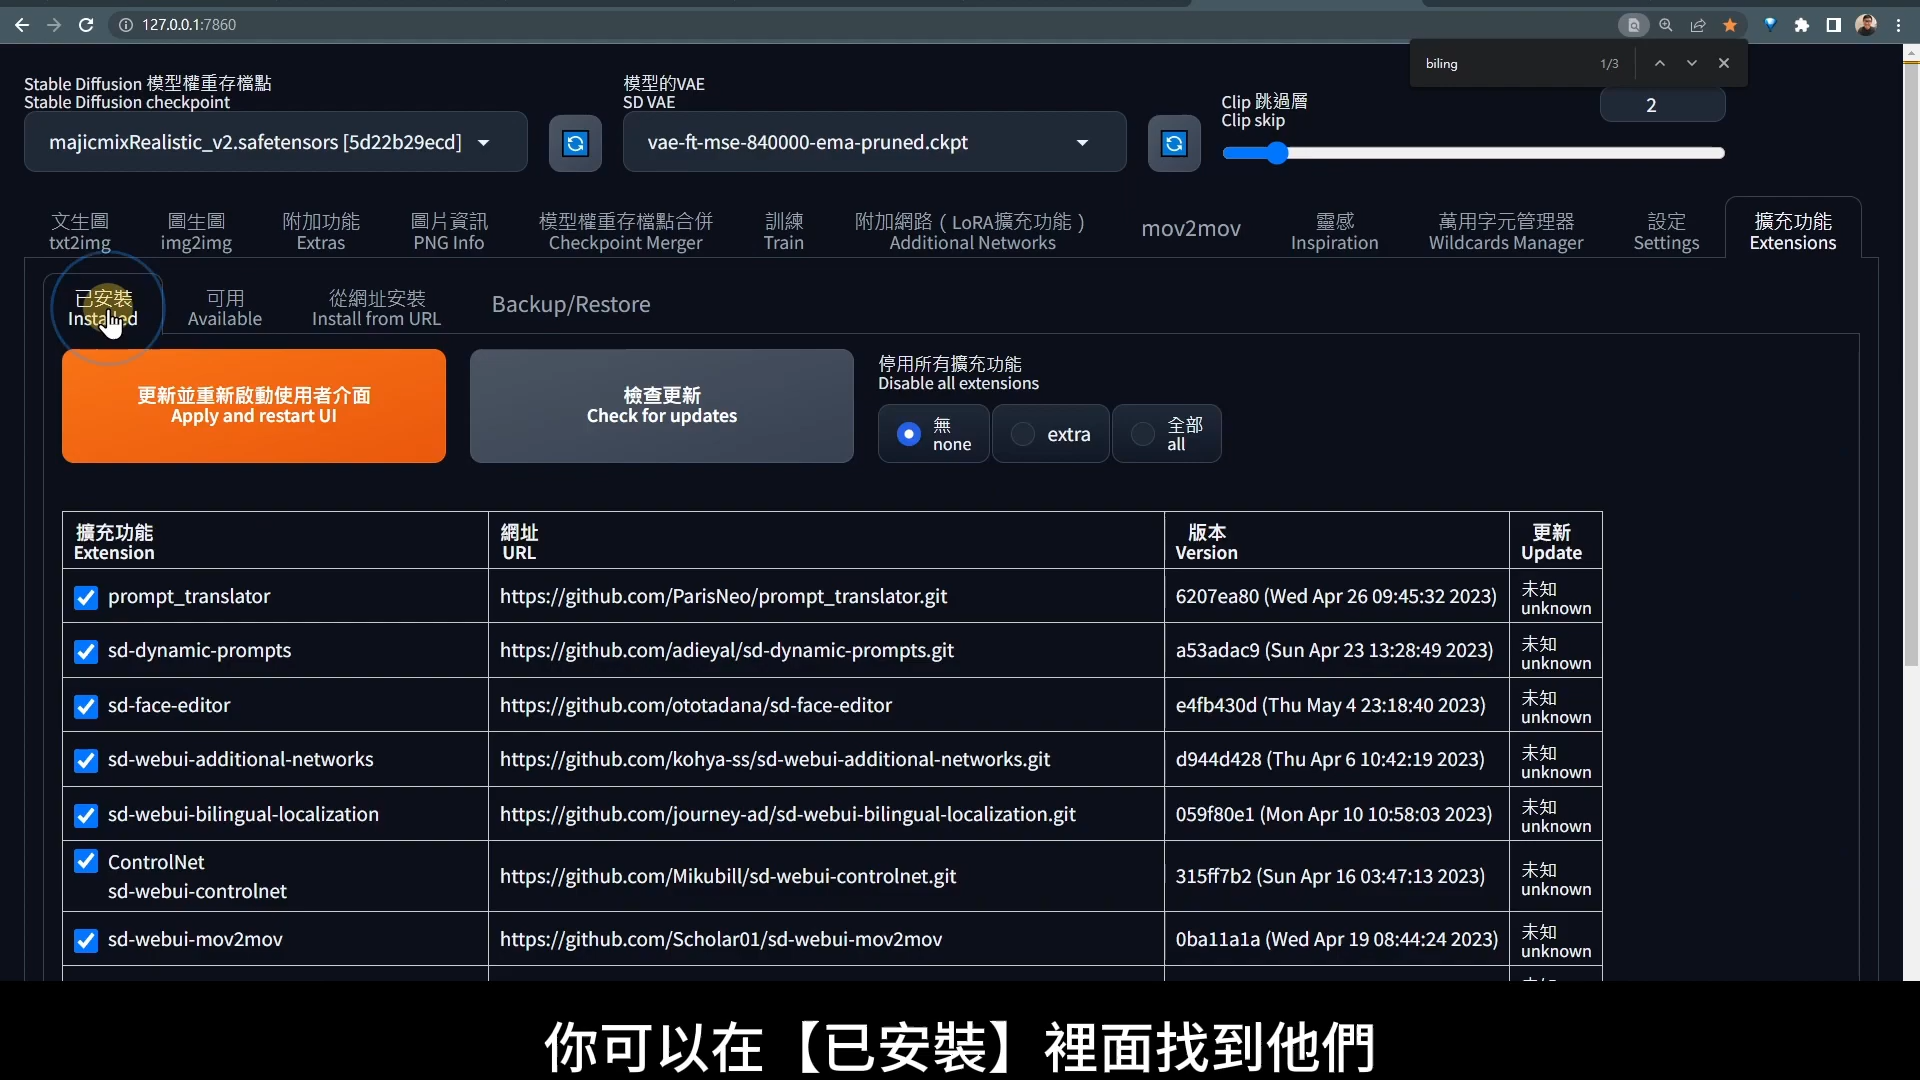 127.0.0.1:7860
biling
1/3
Stable Diffusion 模型權重存檔點
Stable Diffusion checkpoint
majicmixRealistic_v2.safetensors [5d22b29ecd]
模型的VAE
SD VAE
vae-ft-mse-840000-ema-pruned.ckpt
Clip 跳過層
Clip skip
2
文生圖
txt2img
圖生圖
img2img
附加功能
Extras
圖片資訊
PNG Info
模型權重存檔點合併
Checkpoint Merger
訓練
Train
附加網路（LoRA擴充功能）
Additional Networks
mov2mov
靈感
Inspiration
萬用字元管理器
Wildcards Manager
設定
Settings
擴充功能
Extensions
已安裝
Installed
可用
Available
從網址安裝
Install from URL
Backup/Restore
更新並重新啟動使用者介面
Apply and restart UI
檢查更新
Check for updates
停用所有擴充功能
Disable all extensions
無
none
extra
全部
all
擴充功能
Extension
網址
URL
版本
Version
更新
Update
prompt_translator
https://github.com/ParisNeo/prompt_translator.git
6207ea80 (Wed Apr 26 09:45:32 2023)
未知
unknown
sd-dynamic-prompts
https://github.com/adieyal/sd-dynamic-prompts.git
a53adac9 (Sun Apr 23 13:28:49 2023)
未知
unknown
sd-face-editor
https://github.com/ototadana/sd-face-editor
e4fb430d (Thu May 4 23:18:40 2023)
未知
unknown
sd-webui-additional-networks
https://github.com/kohya-ss/sd-webui-additional-networks.git
d944d428 (Thu Apr 6 10:42:19 2023)
未知
unknown
sd-webui-bilingual-localization
https://github.com/journey-ad/sd-webui-bilingual-localization.git
059f80e1 (Mon Apr 10 10:58:03 2023)
未知
unknown
ControlNet
sd-webui-controlnet
https://github.com/Mikubill/sd-webui-controlnet.git
315ff7b2 (Sun Apr 16 03:47:13 2023)
未知
unknown
sd-webui-mov2mov
https://github.com/Scholar01/sd-webui-mov2mov
0ba11a1a (Wed Apr 19 08:44:24 2023)
未知
unknown
你可以在【已安裝】裡面找到他們